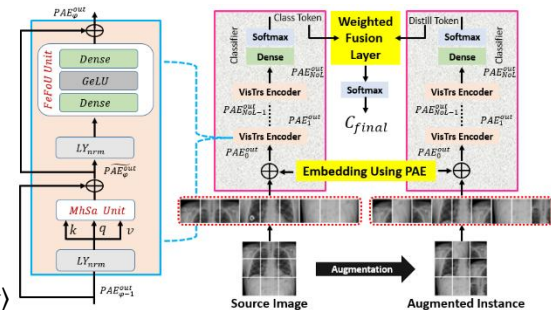 PAE_φ^out
FeFoU Unit
Dense
GeLU
Dense
LY_nrm
PAE_φ^out
MhSa Unit
k q v
LY_nrm
PAE_φ-1^out
Classifier
Softmax
Dense
PAE_NoL^out
VisTrs Encoder
PAE_NoL-1^out
PAE_1^out
VisTrs Encoder
PAE_0^out
Class Token
Weighted
Fusion
Layer
Distill Token
Softmax
C_final
Classifier
Softmax
Dense
PAE_NoL^out
VisTrs Encoder
PAE_NoL-1^out
PAE_1^out
VisTrs Encoder
PAE_0^out
Embedding Using PAE
Augmentation
Source Image
Augmented Instance